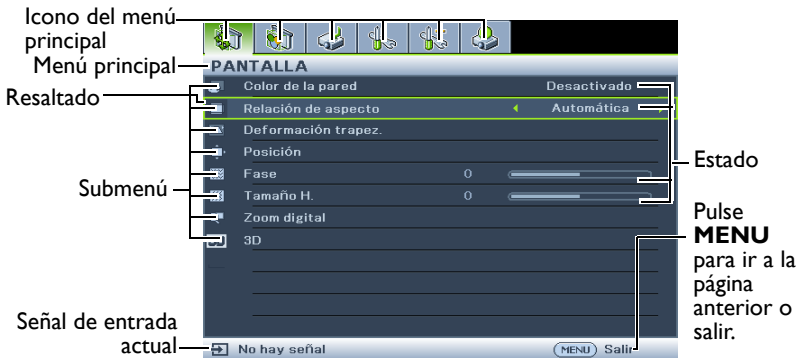 Icono del menú
principal
Menú principal
PANTALLA
Resaltado
Color de la pared Desactivado
Relación de aspecto Automática
Deformación trapez.
Posición
Fase 0
Tamaño H. 0
Zoom digital
3D
Submenú
Estado
Pulse
MENU
para ir a la
página
anterior o
salir.
Señal de entrada
actual
No hay señal MENU Salir